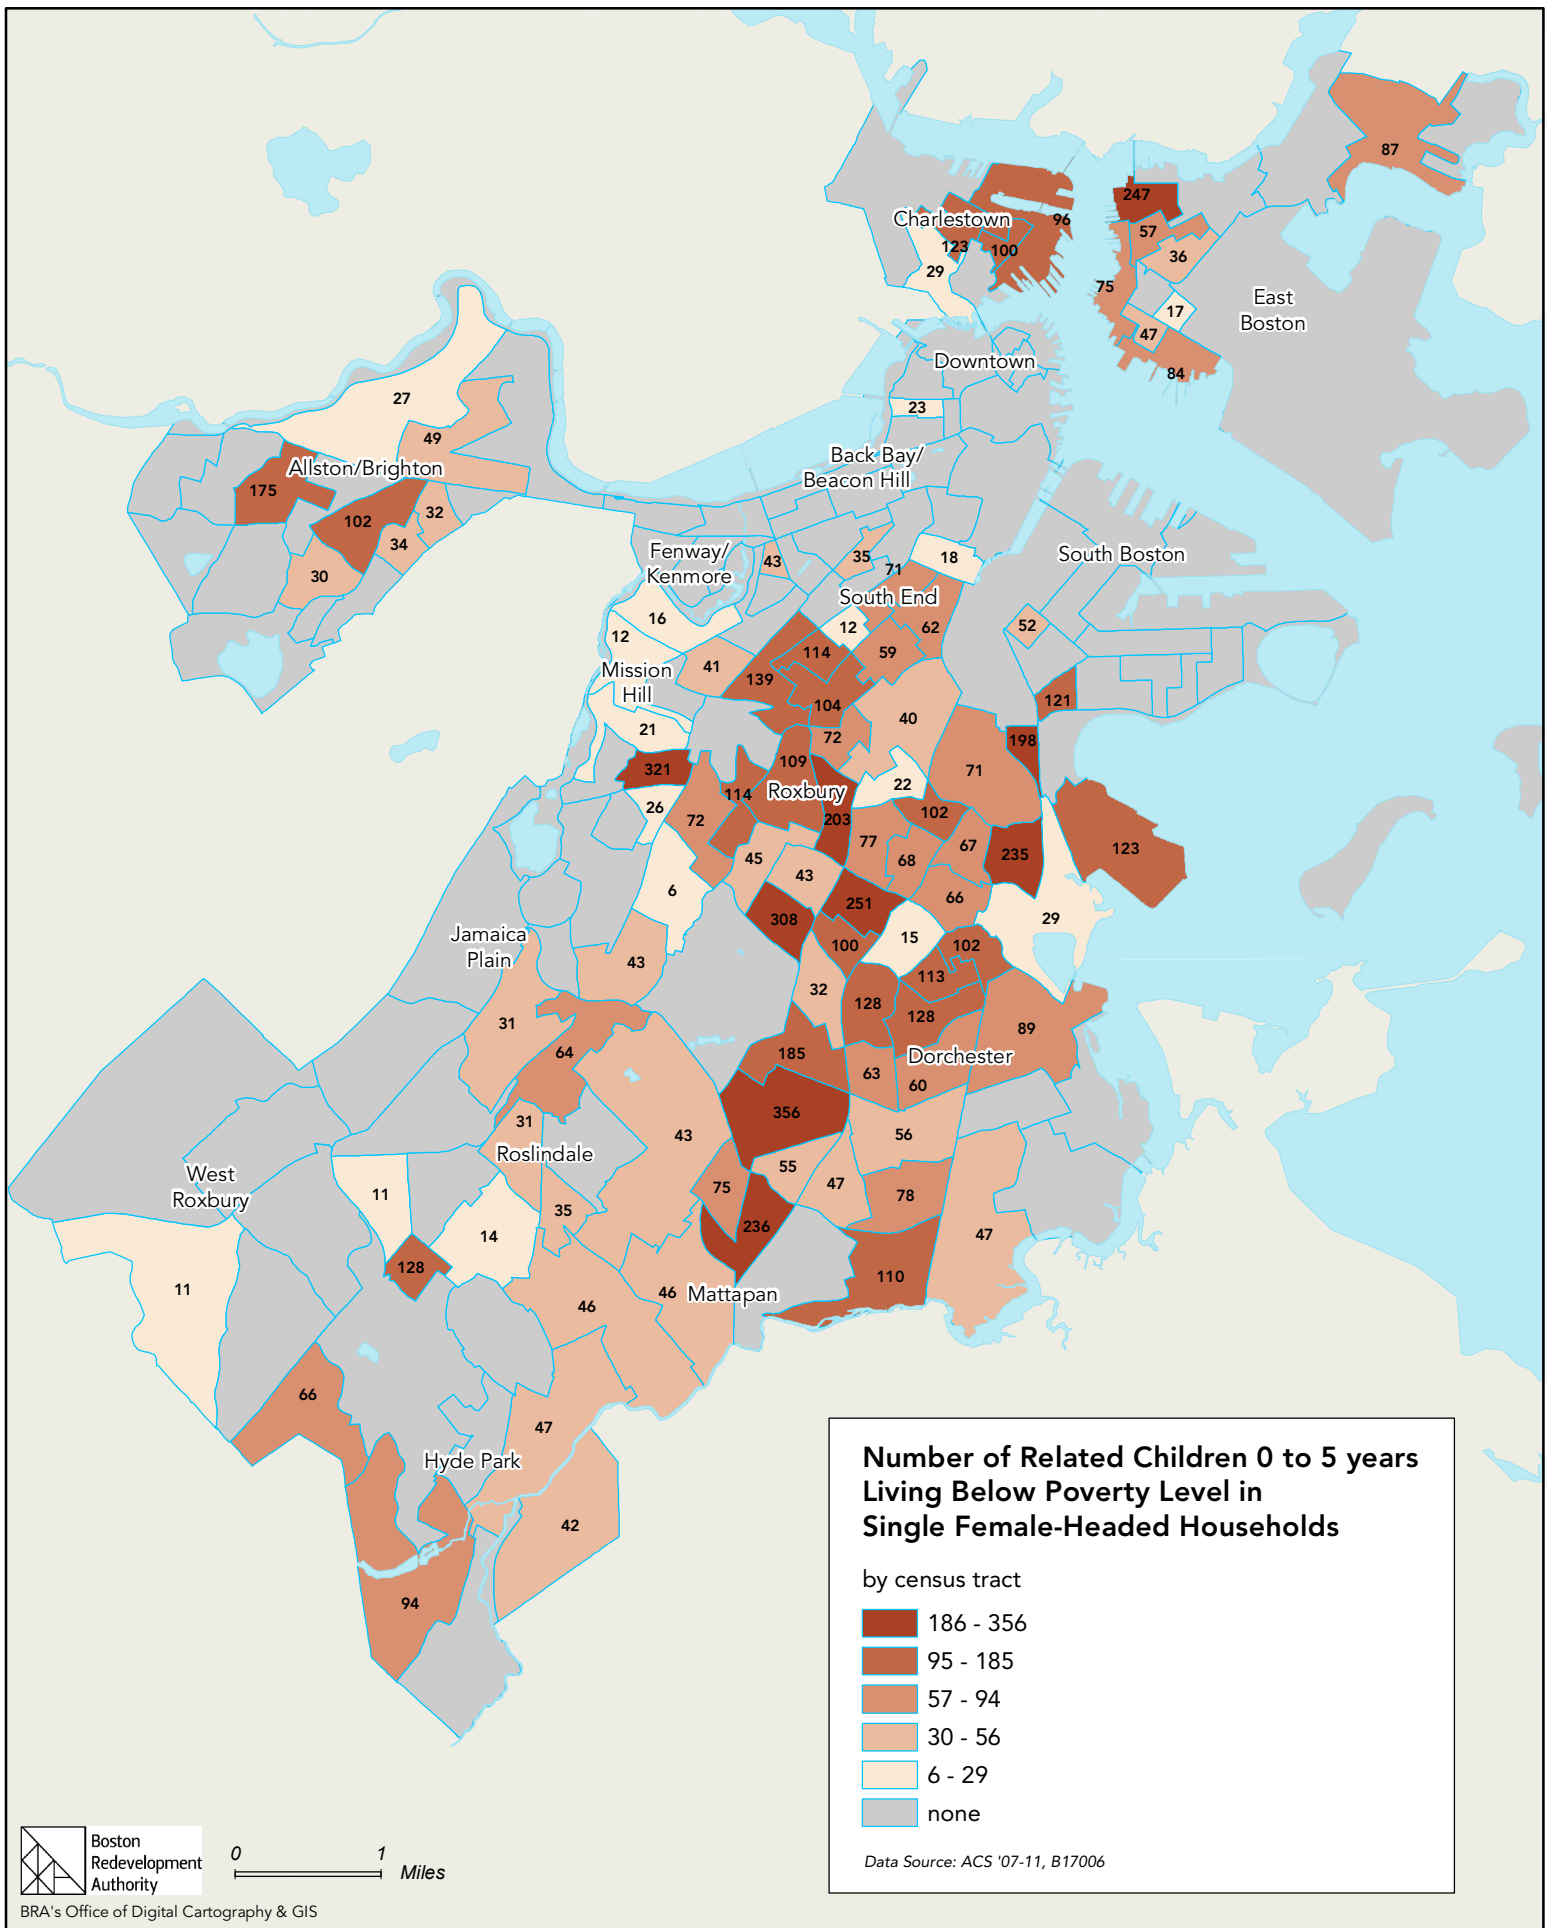 87
247
Charlestown
96
57
123
100
36
29
75
East
Boston
17
47
Downtown
84
27
23
49
Back Bay/
Beacon Hill
Allston/Brighton
175
32
102
34
Fenway/
Kenmore
43
35
71
18
South Boston
30
South End
16
12
62
52
12
Mission
Hill
41
114
59
139
121
104
40
21
72
198
321
109
71
Roxbury
22
114
26
72
203
102
77
67
123
45
68
235
43
6
66
251
308
29
15
Jamaica
Plain
100
102
43
113
32
128
128
31
89
64
185
Dorchester
63
60
356
31
43
56
Roslindale
55
West
Roxbury
11
75
47
78
35
236
14
47
128
110
11
46
46
Mattapan
66
47
Hyde Park
42
94
Number of Related Children 0 to 5 years
Living Below Poverty Level in
Single Female-Headed Households
by census tract
186 - 356
95 - 185
57 - 94
30 - 56
6 - 29
none
Data Source: ACS '07-11, B17006
Boston
Redevelopment
Authority
0 1
Miles
BRA's Office of Digital Cartography & GIS